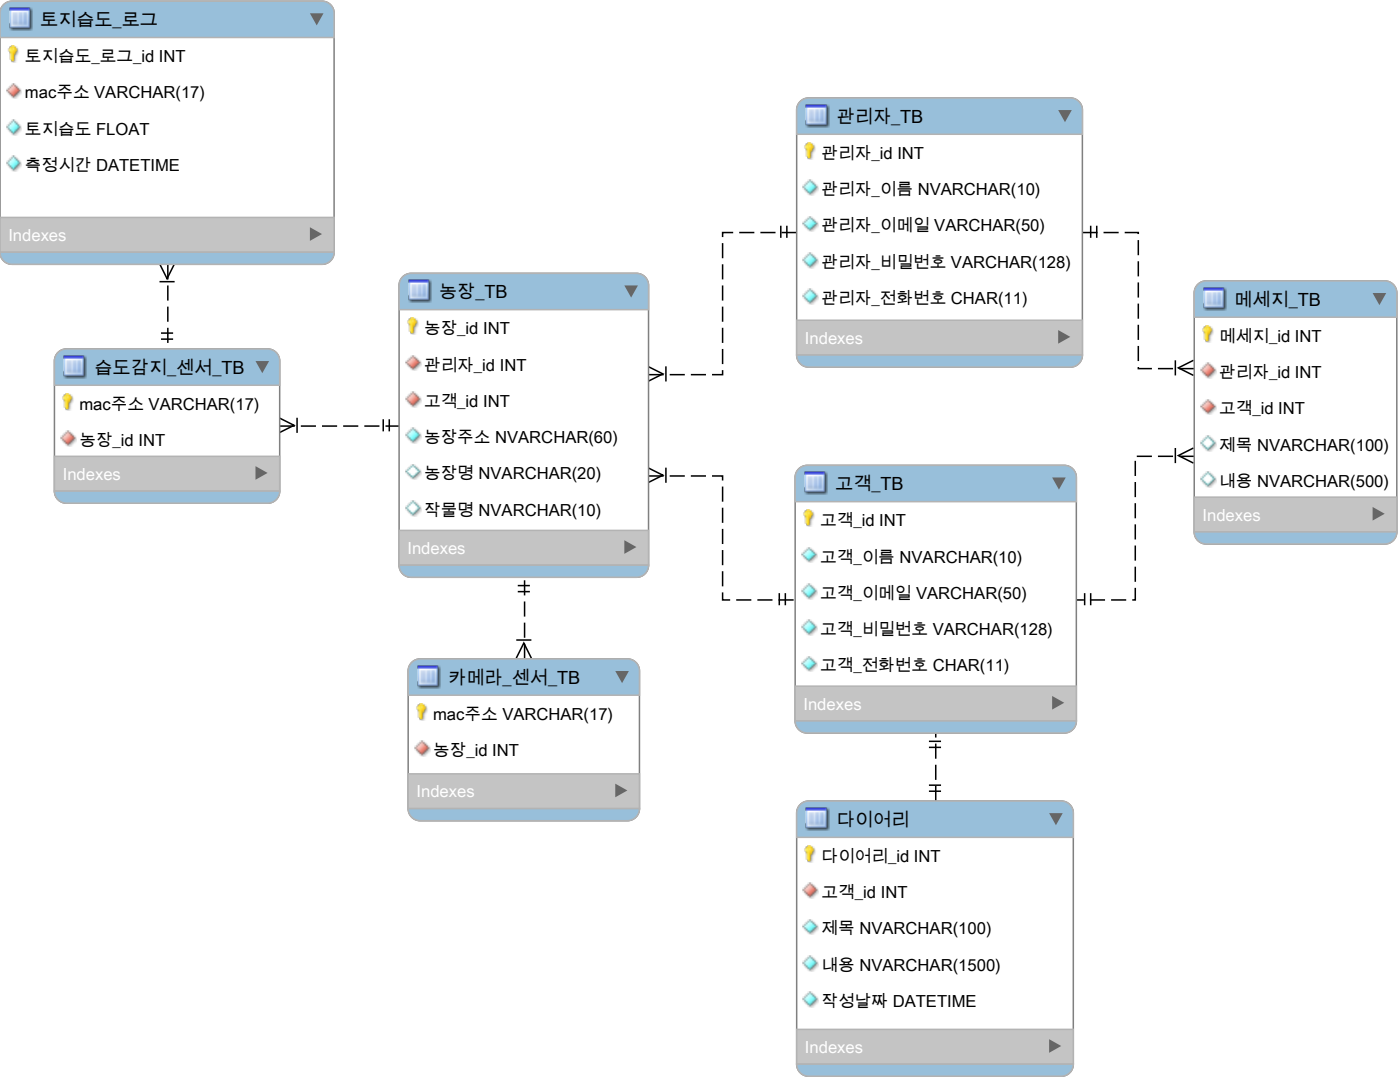 토지습도_로그
토지습도_로그_id INT
mac주소 VARCHAR(17)
토지습도 FLOAT
측정시간 DATETIME
Indexes
습도감지_센서_TB
mac주소 VARCHAR(17)
농장_id INT
Indexes
농장_TB
농장_id INT
관리자_id INT
고객_id INT
농장주소 NVARCHAR(60)
농장명 NVARCHAR(20)
작물명 NVARCHAR(10)
Indexes
카메라_센서_TB
mac주소 VARCHAR(17)
농장_id INT
Indexes
관리자_TB
관리자_id INT
관리자_이름 NVARCHAR(10)
관리자_이메일 VARCHAR(50)
관리자_비밀번호 VARCHAR(128)
관리자_전화번호 CHAR(11)
Indexes
고객_TB
고객_id INT
고객_이름 NVARCHAR(10)
고객_이메일 VARCHAR(50)
고객_비밀번호 VARCHAR(128)
고객_전화번호 CHAR(11)
Indexes
다이어리
다이어리_id INT
고객_id INT
제목 NVARCHAR(100)
내용 NVARCHAR(1500)
작성날짜 DATETIME
Indexes
메세지_TB
메세지_id INT
관리자_id INT
고객_id INT
제목 NVARCHAR(100)
내용 NVARCHAR(500)
Indexes